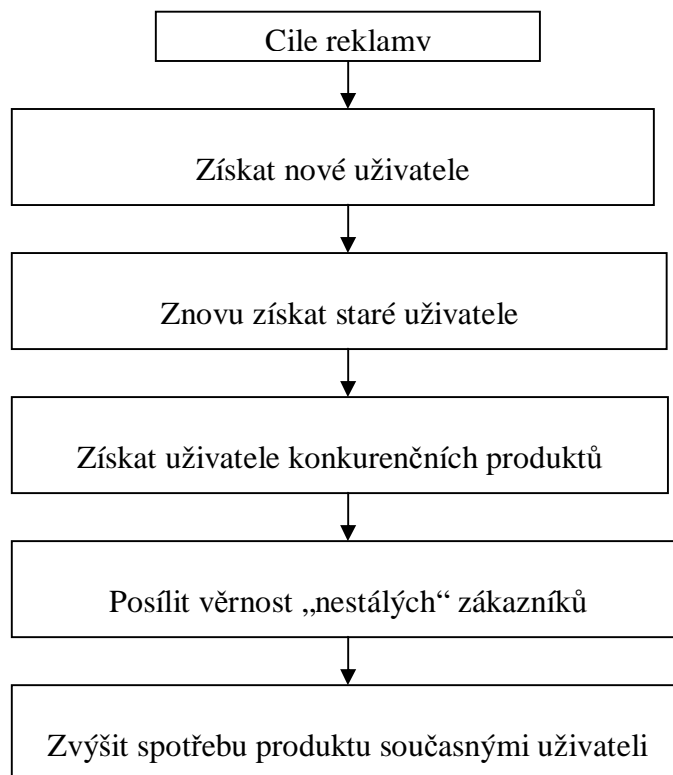 Cile reklamv
Získat nové uživatele
Znovu získat staré uživatele
Získat uživatele konkurenčních produktů
Posílit věrnost „nestálých“ zákazníků
Zvýšit spotřebu produktu současnými uživateli